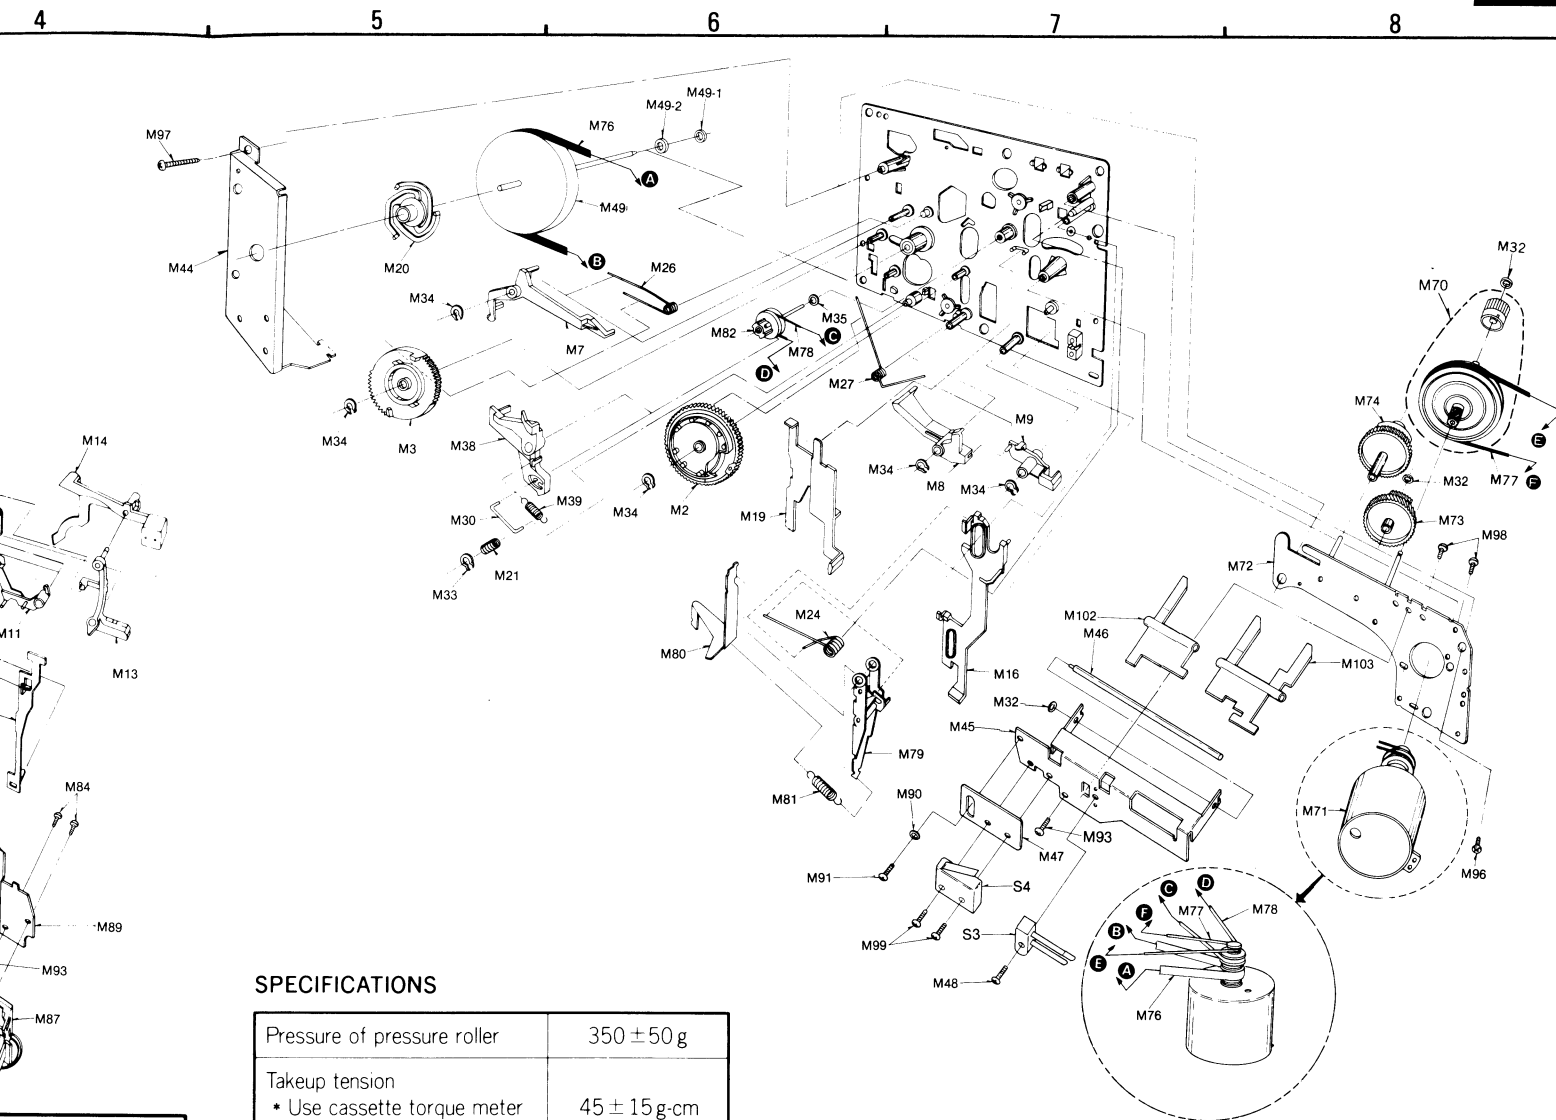 4 5 6 7 8
M97
M76
M49-2
M49-1
A
M49
M44
M20
B
M26
M34
M7
M82
M78
M35
C
D
M27
M32
M70
M74
E
M77
F
M32
M73
M98
M72
M34
M3
M38
M39
M30
M21
M33
M34
M2
M19
M34
M8
M9
M34
M14
M11
M13
M80
M24
M16
M102
M46
M103
M32
M45
M79
M81
M90
M93
M47
M91
S4
M99
S3
M48
M71
M96
M84
M89
M93
M87
C
D
M77
M78
F
B
E
A
M76
SPECIFICATIONS
Pressure of pressure roller 350 ± 50 g
Takeup tension
* Use cassette torque meter 45 ± 15 g-cm